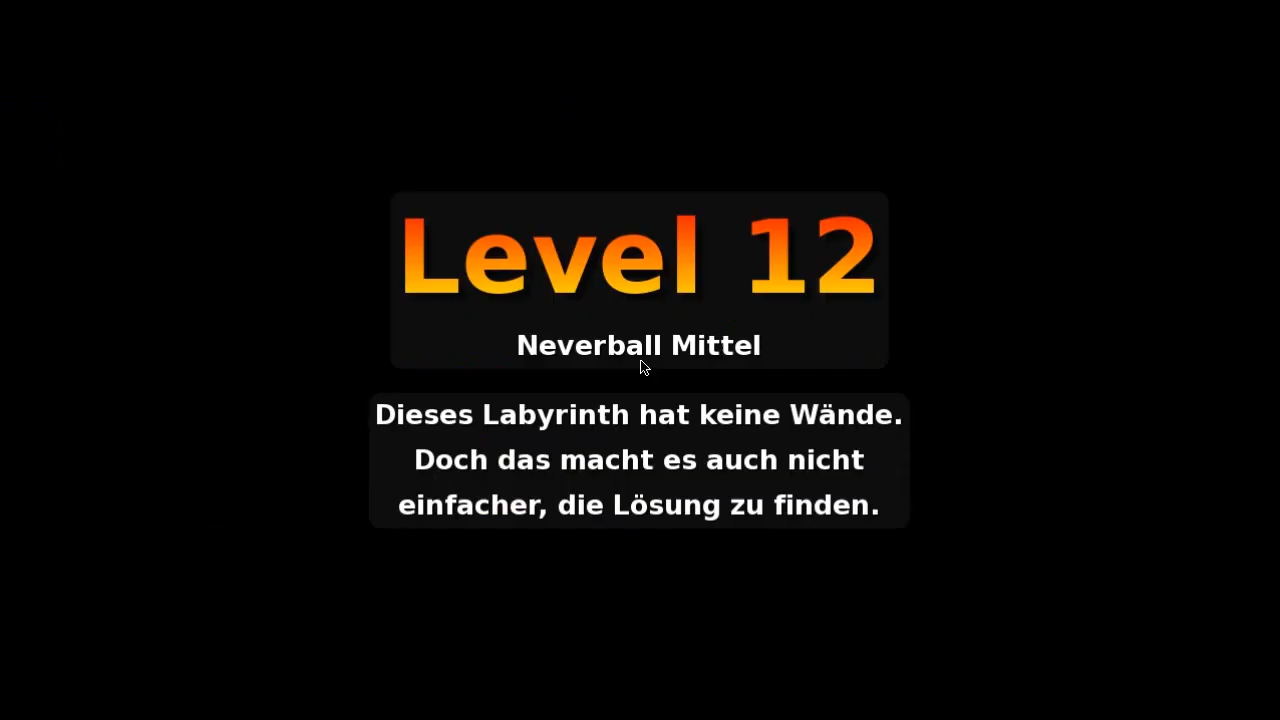 Level 12
Neverball Mittel
Dieses Labyrinth hat keine Wände.
Doch das macht es auch nicht
einfacher, die Lösung zu finden.